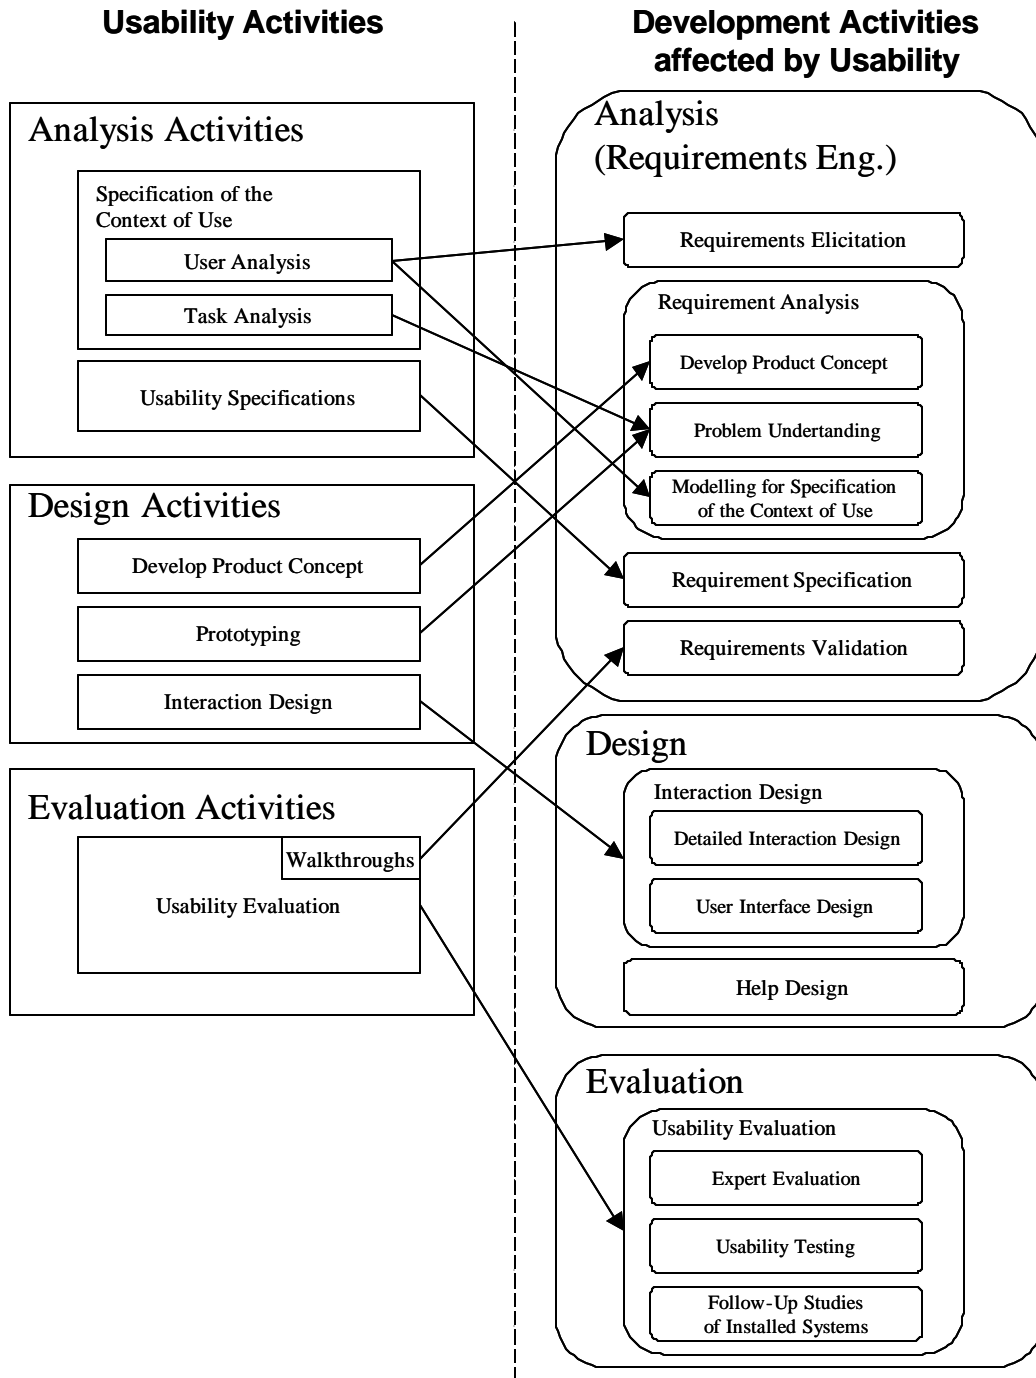 Usability Activities
Analysis Activities
Specification of the
Context of Use
User Analysis
Task Analysis
Usability Specifications
Design Activities
Develop Product Concept
Prototyping
Interaction Design
Evaluation Activities
Walkthroughs
Usability Evaluation
Development Activities
affected by Usability
Analysis
(Requirements Eng.)
Requirements Elicitation
Requirement Analysis
Develop Product Concept
Problem Undertanding
Modelling for Specification
of the Context of Use
Requirement Specification
Requirements Validation
Design
Interaction Design
Detailed Interaction Design
User Interface Design
Help Design
Evaluation
Usability Evaluation
Expert Evaluation
Usability Testing
Follow-Up Studies
of Installed Systems